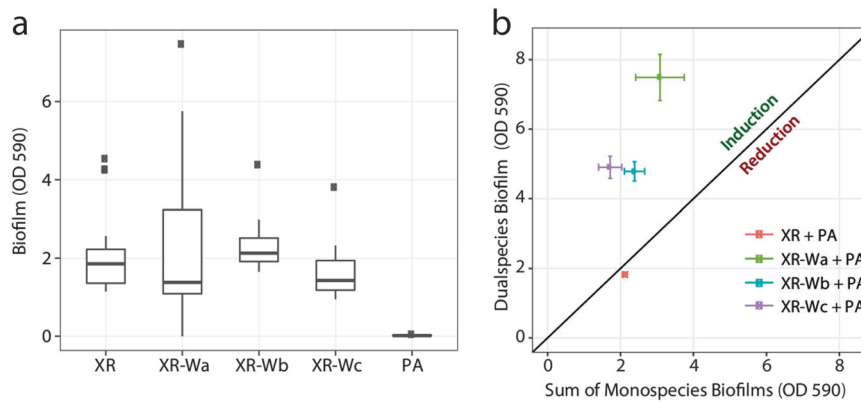 a
Biofilm (OD 590)
6
4
2
0
XR XR-Wa XR-Wb XR-Wc PA
b
Dualspecies Biofilm (OD 590)
8
6
4
2
0
Induction
Reduction
XR + PA
XR-Wa + PA
XR-Wb + PA
XR-Wc + PA
0 2 4 6 8
Sum of Monospecies Biofilms (OD 590)